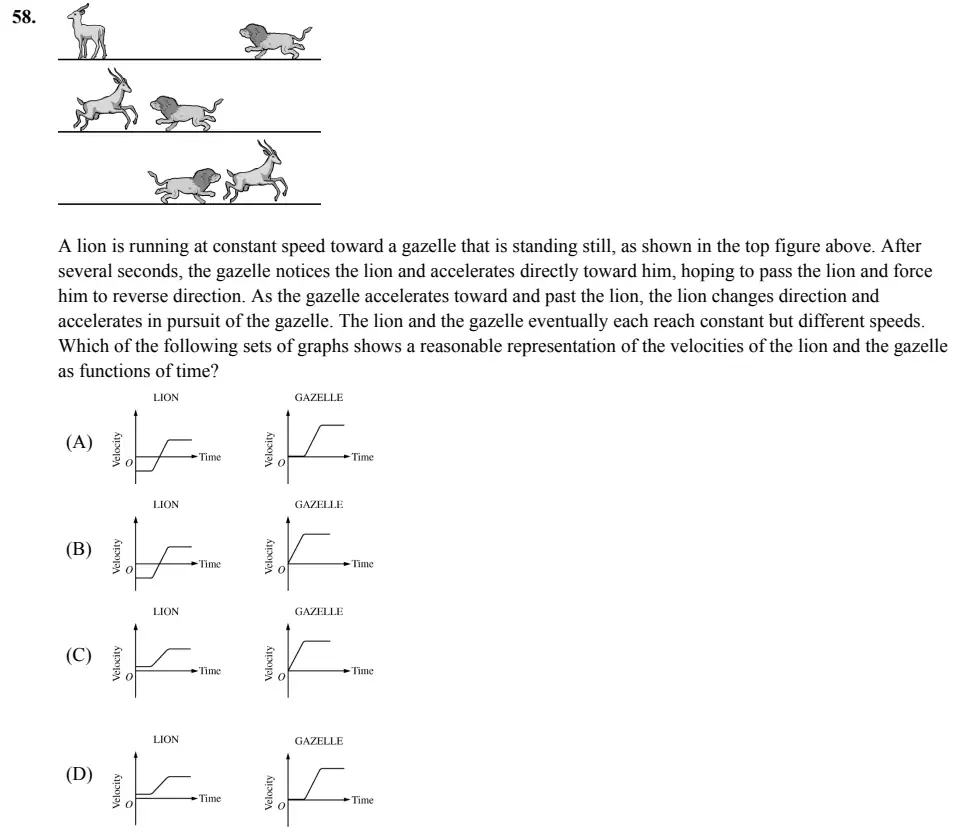 58.
A lion is running at constant speed toward a gazelle that is standing still, as shown in the top figure above. After
several seconds, the gazelle notices the lion and accelerates directly toward him, hoping to pass the lion and force
him to reverse direction. As the gazelle accelerates toward and past the lion, the lion changes direction and
accelerates in pursuit of the gazelle. The lion and the gazelle eventually each reach constant but different speeds.
Which of the following sets of graphs shows a reasonable representation of the velocities of the lion and the gazelle
as functions of time?
LION GAZELLE
(A) Velocity O Time Velocity O Time
LION GAZELLE
(B) Velocity O Time Velocity O Time
LION GAZELLE
(C) Velocity O Time Velocity O Time
LION GAZELLE
(D) Velocity O Time Velocity O Time